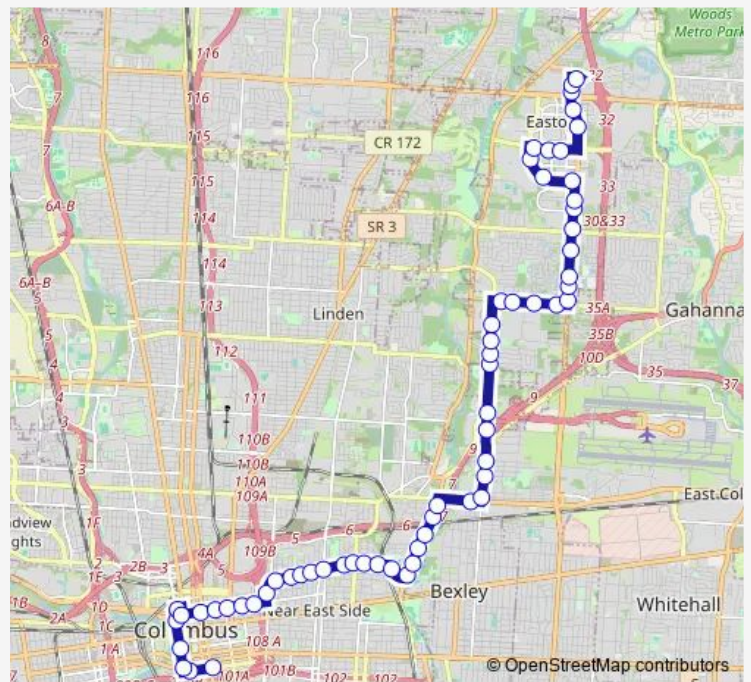 Woods
Metro Park
8
116
7
116
32
Easto
115
CR 172
7
115
33
6A-B
114
SR 3
30&33
114
6A-B
5
113
35A
Linden
Gahanna
35B
5
112
10D
4
35
37
4
111
9
3
110B
9
3
110B
110A
7
109A
East Col
1F
6
6
dview
ghts
5
4A
109B
2
2B
3
5
1E
3
Bexley
1B
2A
1D
Near East Side
Whitehall
1C
Columbus
108 A
© OpenStreetMap contributors
101A
101B
102
102